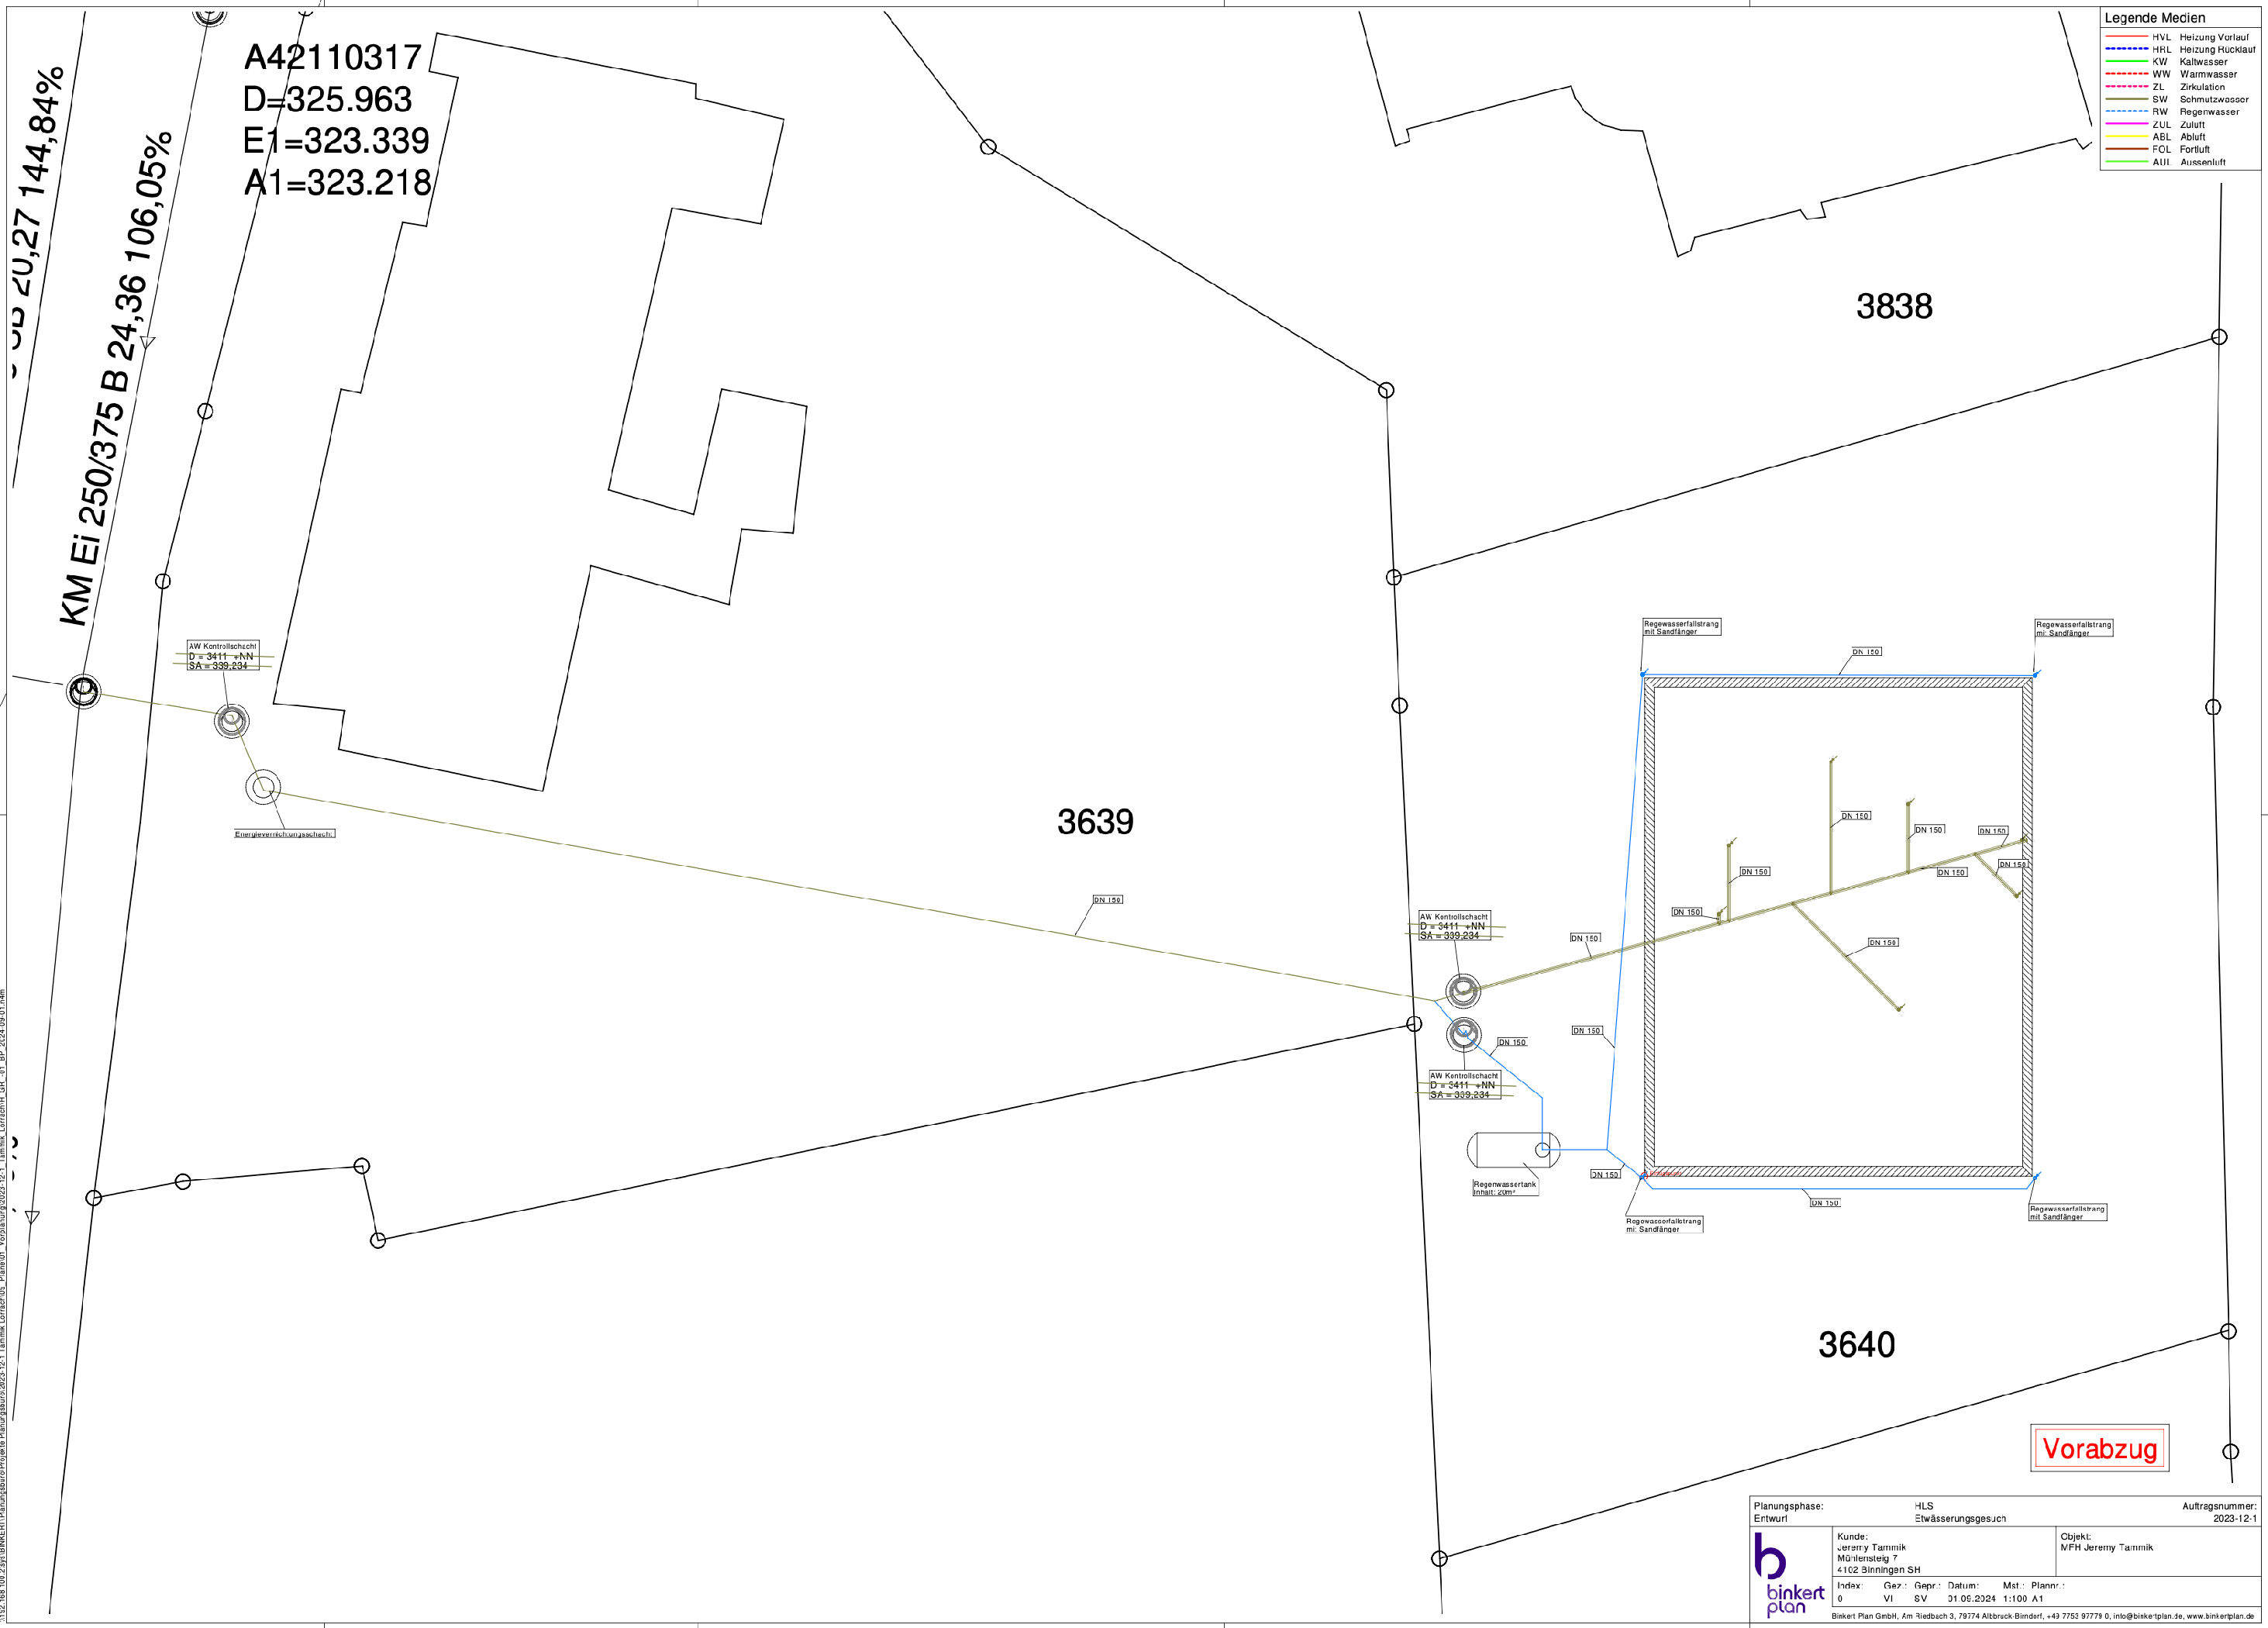 Legende Medien
HVL Heizung Vorlauf
HRL Heizung Rücklauf
KW Kaltwasser
WW Warmwasser
ZL Zirkulation
SW Schmutzwasser
RW Regenwasser
ZUL Zuluft
ABL Abluft
FOL Fortluft
AUL Aussenluft
A42110317
D=325.963
E1=323.339
A1=323.218
20,27 144,84%
KM Ei 250/375 B 24,36 106,05%
3838
AW Kontrollschacht
D = 3411 +NN
SA = 339,234
Energievernichtungsschacht
3639
DN 150
AW Kontrollschacht
D = 3411 +NN
SA = 339,234
AW Kontrollschacht
D = 3411 +NN
SA = 339,234
DN 150
Regenwassertank
Inhalt: 20m³
Regewasserfallstrang
mit Sandfänger
DN 150
Regewasserfallstrang
mit Sandfänger
DN 150
DN 150
DN 150
DN 150
DN 150
DN 150
DN 150
DN 150
DN 150
DN 150
DN 150
DN 150
DN 150
Regewasserfallstrang
mit Sandfänger
Regewasserfallstrang
mit Sandfänger
3640
Vorabzug
Planungsphase:
Entwurf
HLS
Etwässerungsgesuch
Auftragsnummer:
2023-12-1
binkert
plan
Kunde:
Jeremy Tammik
Mühlensteig 7
4102 Binningen SH
Objekt:
MFH Jeremy Tammik
Index: Gez.: Gepr.: Datum: Mst.: Plannr.:
0 VI SV 01.09.2024 1:100 A1
Binkert Plan GmbH, Am Riedbach 3, 79774 Albbruck-Birndorf, +49 7753 97779 0, info@binkertplan.de, www.binkertplan.de